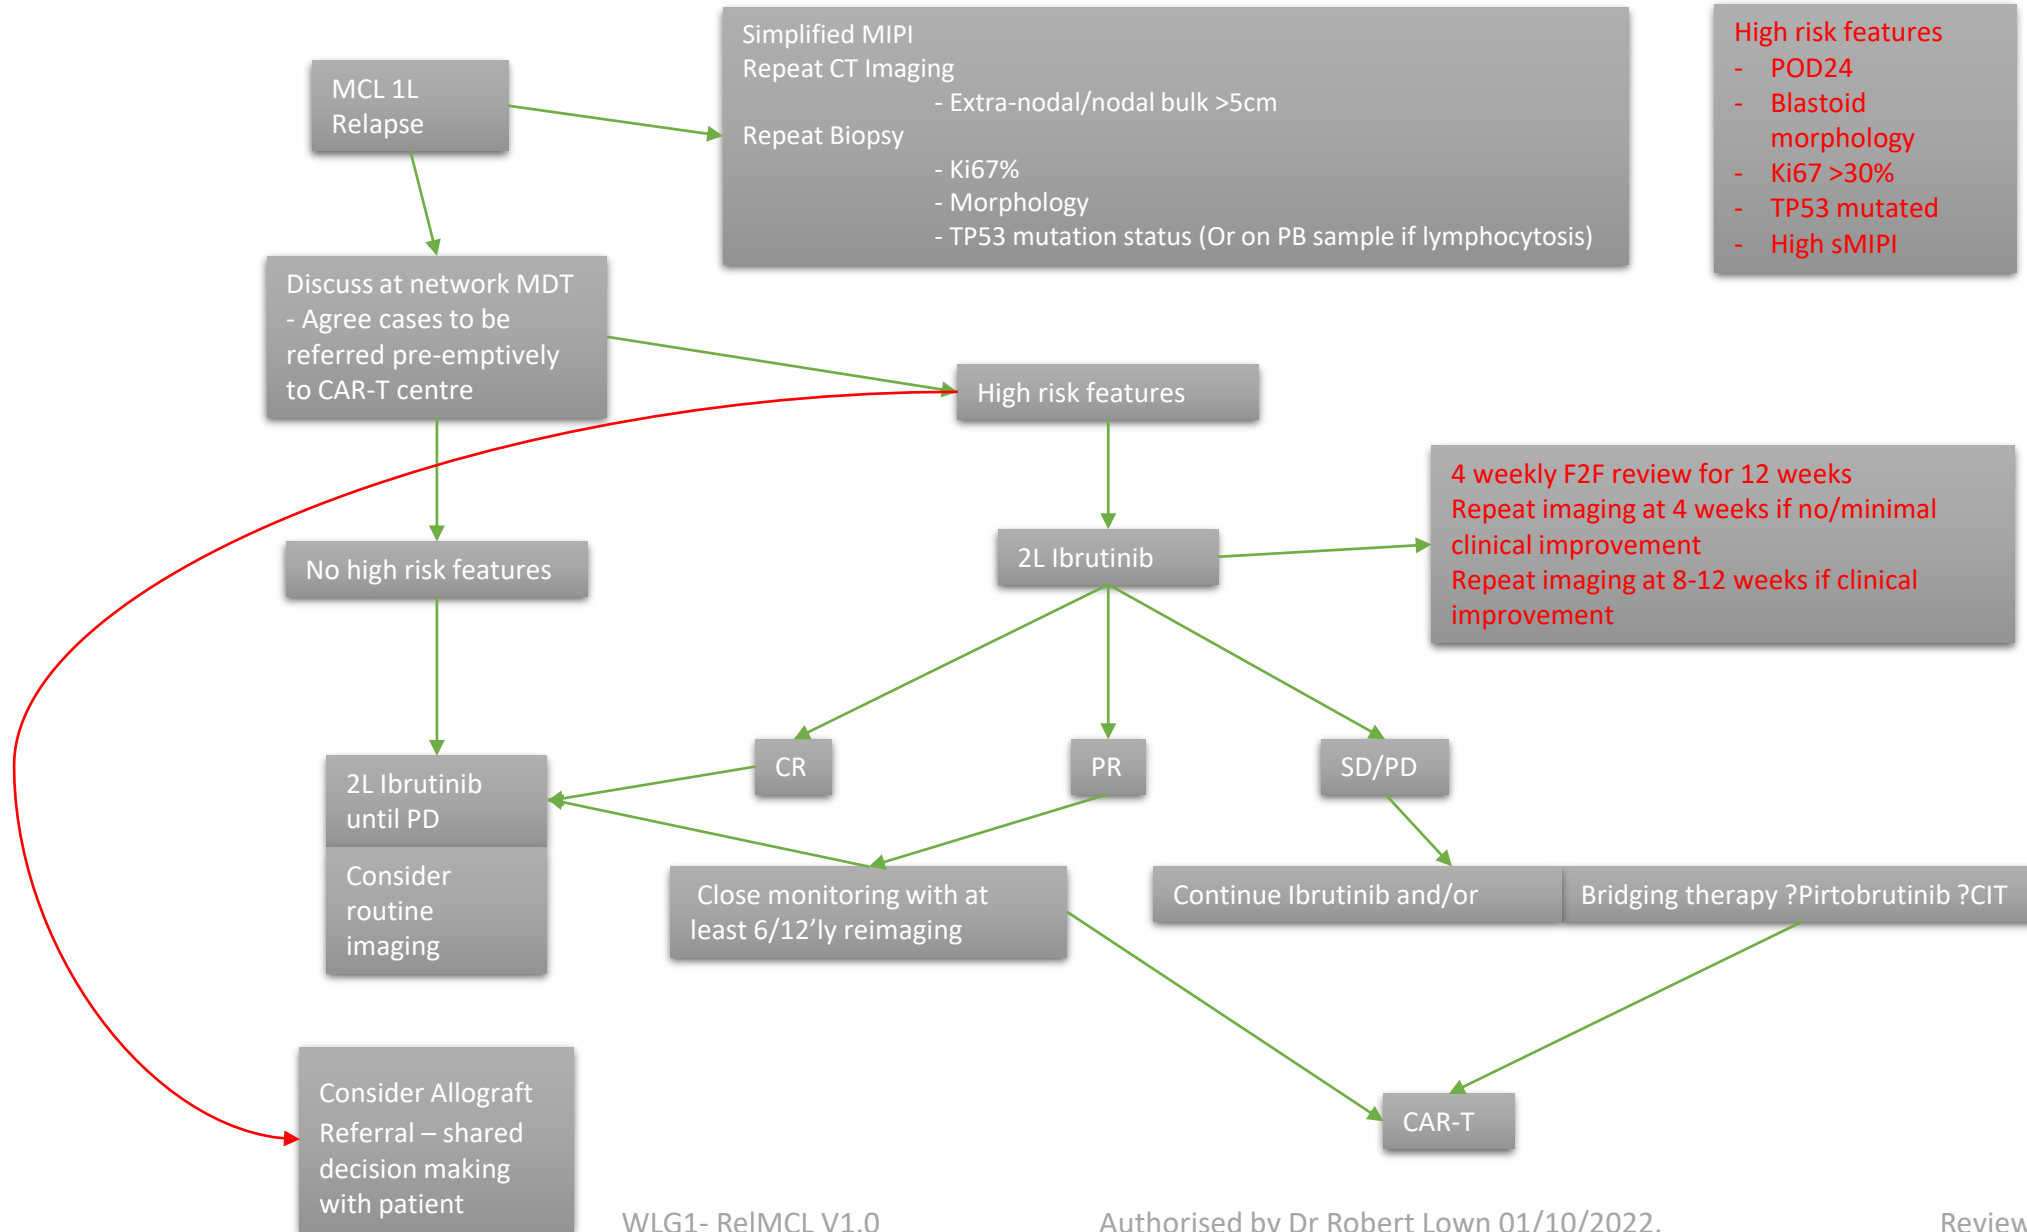 MCL 1L
Relapse
Simplified MIPI
Repeat CT Imaging
- Extra-nodal/nodal bulk >5cm
Repeat Biopsy
- Ki67%
- Morphology
- TP53 mutation status (Or on PB sample if lymphocytosis)
High risk features
- POD24
- Blastoid
morphology
- Ki67 >30%
- TP53 mutated
- High sMIPI
Discuss at network MDT
- Agree cases to be
referred pre-emptively
to CAR-T centre
High risk features
No high risk features
2L Ibrutinib
4 weekly F2F review for 12 weeks
Repeat imaging at 4 weeks if no/minimal
clinical improvement
Repeat imaging at 8-12 weeks if clinical
improvement
CR
PR
SD/PD
2L Ibrutinib
until PD
Consider
routine
imaging
Close monitoring with at
least 6/12’ly reimaging
Continue Ibrutinib and/or
Bridging therapy ?Pirtobrutinib ?CIT
CAR-T
Consider Allograft
Referral – shared
decision making
with patient
WLG1- RelMCL V1.0
Authorised by Dr Robert Lown 01/10/2022.
Review